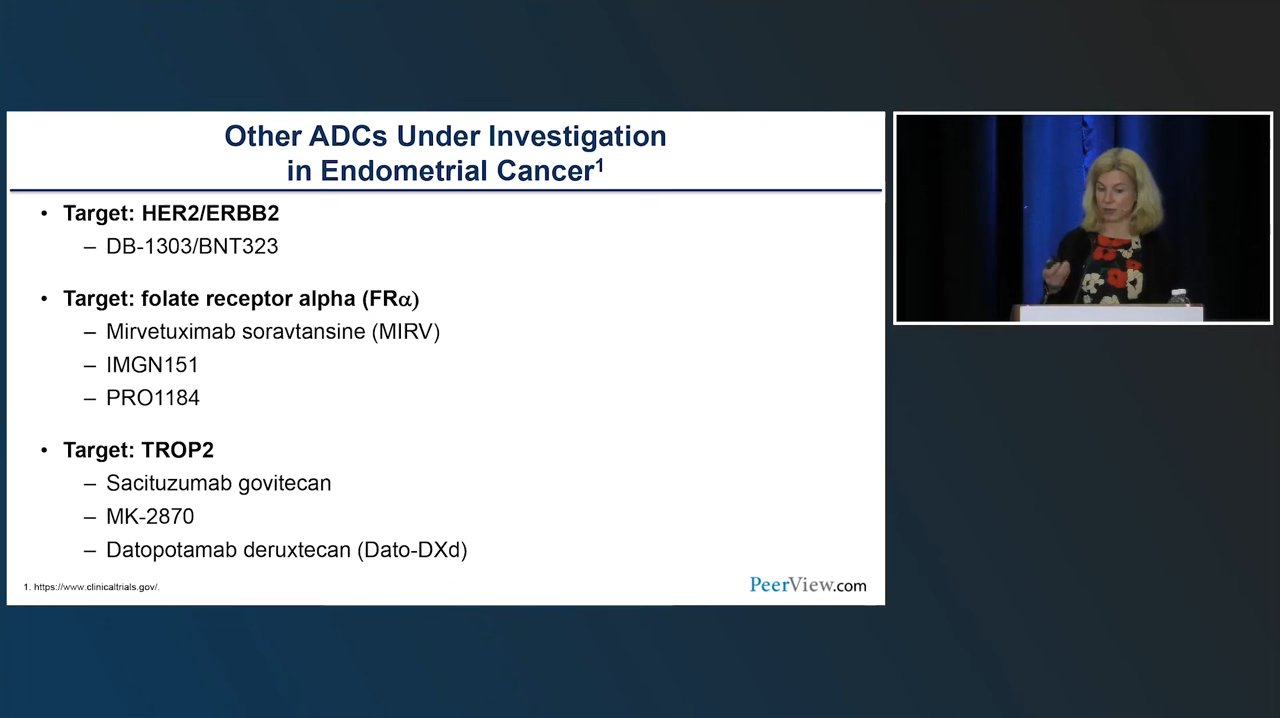 Other ADCs Under Investigation
in Endometrial Cancer1
• Target: HER2/ERBB2
– DB-1303/BNT323
• Target: folate receptor alpha (FRα)
– Mirvetuximab soravtansine (MIRV)
– IMGN151
– PRO1184
• Target: TROP2
– Sacituzumab govitecan
– MK-2870
– Datopotamab deruxtecan (Dato-DXd)
1. https://www.clinicaltrials.gov/.
PeerView.com